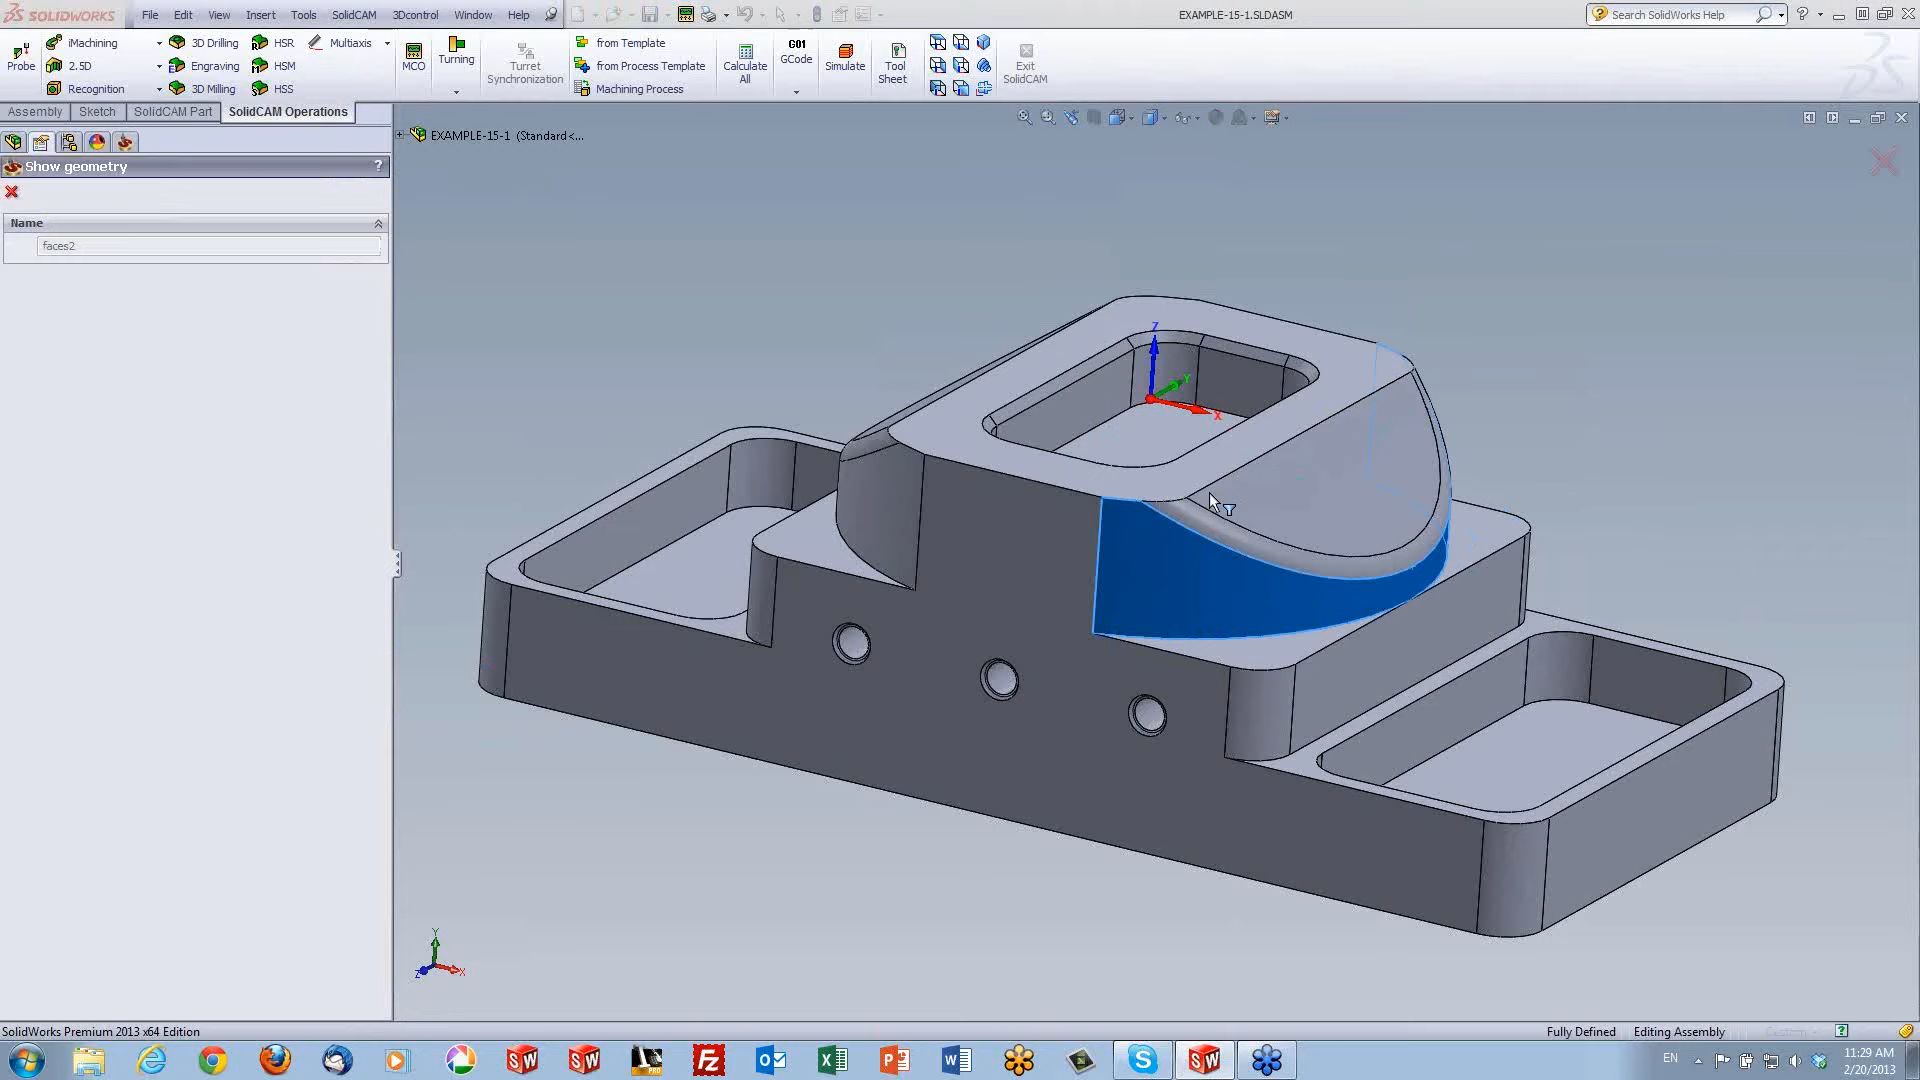 SOLIDWORKS File Edit View Insert Tools SolidCAM 3Dcontrol Window Help EXAMPLE-15-1.SLDASM Search SolidWorks Help
iMachining 3D Drilling HSR Multiaxis from Template
Probe 2.5D Engraving HSM MCO Turning Turret Synchronization from Process Template Calculate All G01 GCode Simulate Tool Sheet Exit SolidCAM
Recognition 3D Milling HSS Machining Process
Assembly Sketch SolidCAM Part SolidCAM Operations
EXAMPLE-15-1 (Standard<...
Show geometry ?
Name
faces2
Z
Y
X
Y
Z X
SolidWorks Premium 2013 x64 Edition Fully Defined Editing Assembly Custom
EN 11:29 AM
2/20/2013